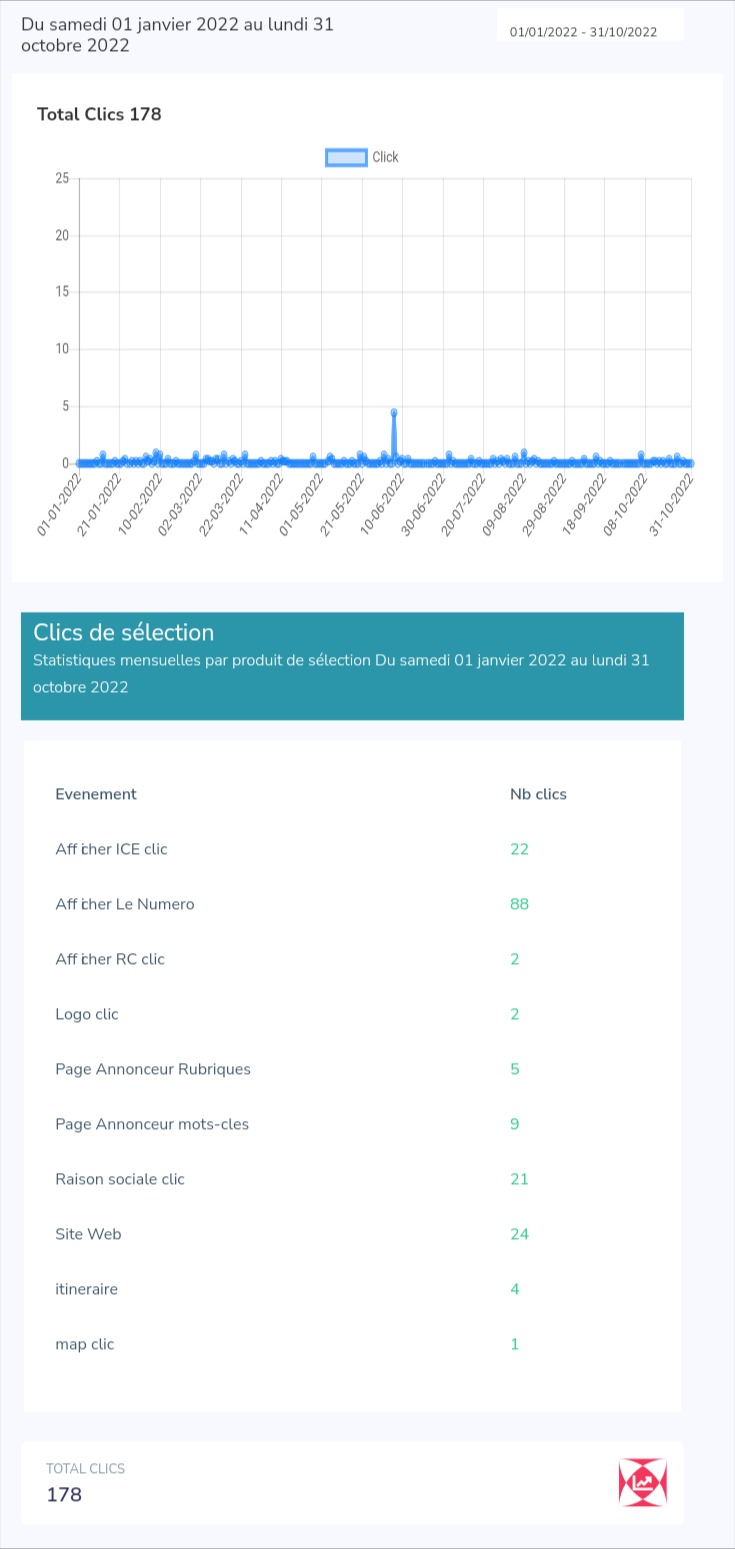 Du samedi 01 janvier 2022 au lundi 31
octobre 2022
01/01/2022 - 31/10/2022
Total Clics 178
Click
25
20
15
10
5
0
01-01-2022
21-01-2022
10-02-2022
02-03-2022
22-03-2022
11-04-2022
01-05-2022
21-05-2022
10-06-2022
30-06-2022
20-07-2022
09-08-2022
29-08-2022
18-09-2022
08-10-2022
31-10-2022
Clics de sélection
Statistiques mensuelles par produit de sélection Du samedi 01 janvier 2022 au lundi 31
octobre 2022
Evenement Nb clics
Afficher ICE clic 22
Afficher Le Numero 88
Afficher RC clic 2
Logo clic 2
Page Annonceur Rubriques 5
Page Annonceur mots-cles 9
Raison sociale clic 21
Site Web 24
itineraire 4
map clic 1
TOTAL CLICS
178